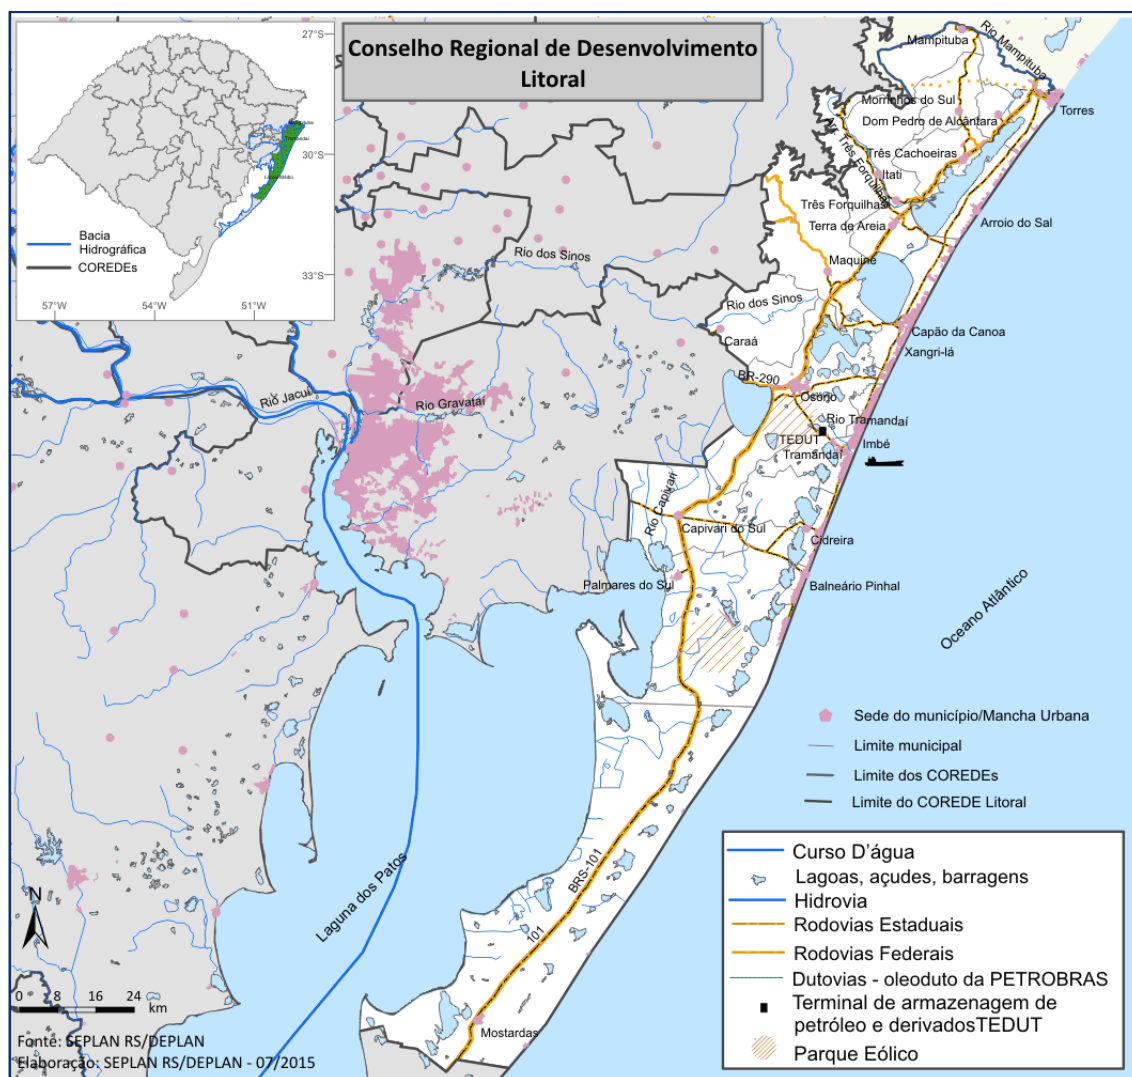 Conselho Regional de Desenvolvimento
Litoral
27°S
30°S
33°S
57°W
54°W
51°W
Bacia
Hidrográfica
COREDEs
Mampituba
Rio Mampituba
Morrinhos do Sul
Torres
Dom Pedro de Alcântara
Três Cachoeiras
Arr. Três Forquilhas
Itati
Três Forquilhas
Arroio do Sal
Terra de Areia
Rio dos Sinos
Maquiné
Rio dos Sinos
Capão da Canoa
Caraá
Xangri-lá
BR-290
Rio Jacuí
Osório
Rio Gravataí
Rio Tramandaí
TEDUT
Imbé
Tramandaí
Rio Capivari
Capivari do Sul
Cidreira
Palmares do Sul
Balneário Pinhal
Oceano Atlântico
Sede do município/Mancha Urbana
Limite municipal
Limite dos COREDEs
Limite do COREDE Litoral
Curso D'água
Lagoas, açudes, barragens
Hidrovia
Rodovias Estaduais
Rodovias Federais
Dutovias - oleoduto da PETROBRAS
Terminal de armazenagem de
petróleo e derivadosTEDUT
Parque Eólico
BRS-101
Laguna dos Patos
101
N
0 8 16 24
km
Mostardas
Fonte: SEPLAN RS/DEPLAN
Elaboração: SEPLAN RS/DEPLAN - 07/2015